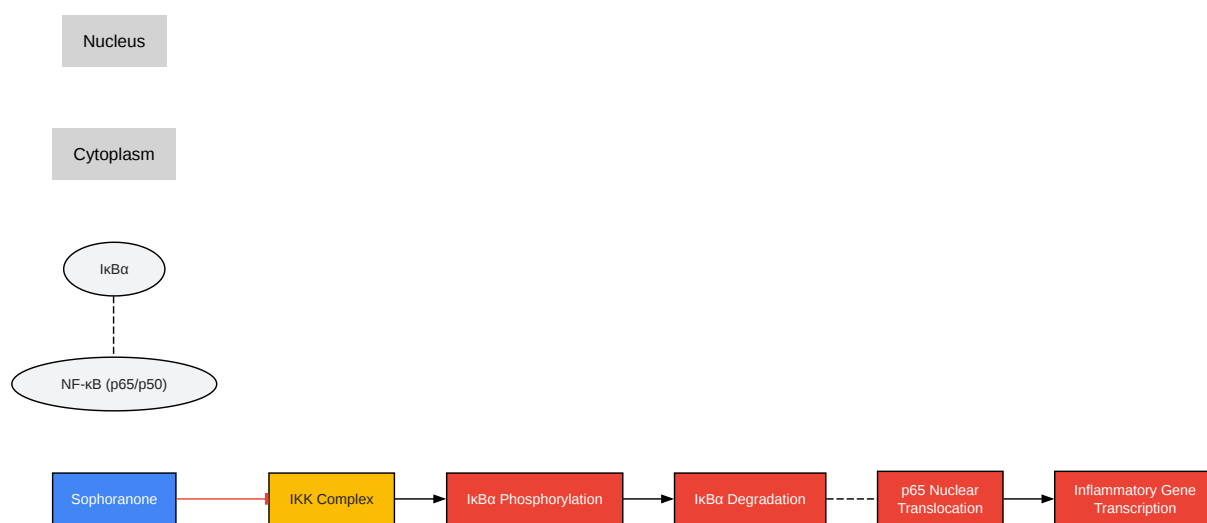 Nucleus
Cytoplasm
IκBα
NF-κB (p65/p50)
Sophoranone
IKK Complex
IκBα Phosphorylation
IκBα Degradation
p65 Nuclear
Translocation
Inflammatory Gene
Transcription